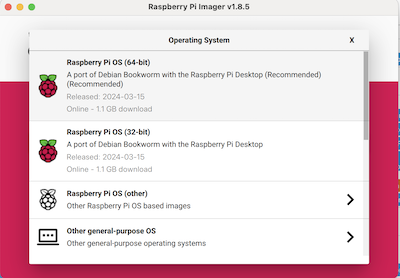 Raspberry Pi Imager v1.8.5
Operating System
X
Raspberry Pi OS (64-bit)
A port of Debian Bookworm with the Raspberry Pi Desktop (Recommended)
(Recommended)
Released: 2024-03-15
Online - 1.1 GB download
Raspberry Pi OS (32-bit)
A port of Debian Bookworm with the Raspberry Pi Desktop
Released: 2024-03-15
Online - 1.1 GB download
Raspberry Pi OS (other)
Other Raspberry Pi OS based images
Other general-purpose OS
Other general-purpose operating systems